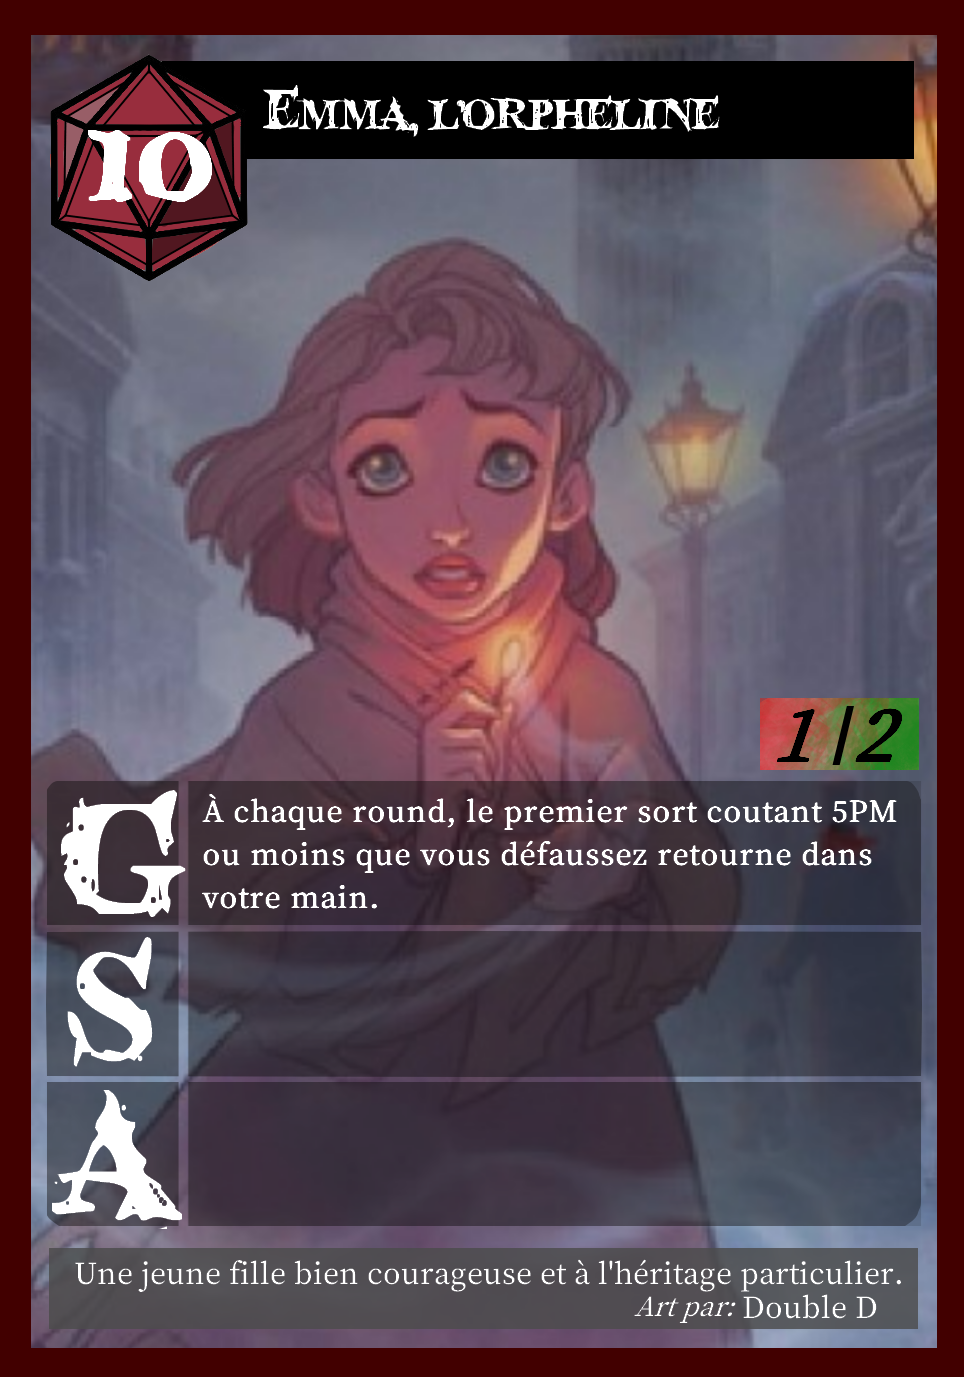 10
Emma, l'orpheline
1/2
G
À chaque round, le premier sort coutant 5PM
ou moins que vous défaussez retourne dans
votre main.
S
A
Une jeune fille bien courageuse et à l'héritage particulier.
Art par: Double D